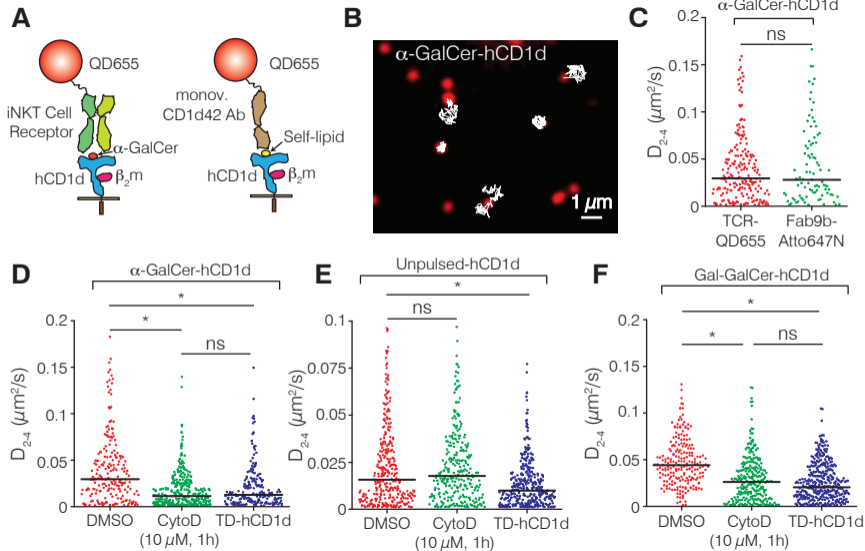 A
QD655
iNKT Cell
Receptor
α-GalCer
hCD1d
β2m
QD655
monov.
CD1d42 Ab
Self-lipid
hCD1d
β2m
B
α-GalCer-hCD1d
1 µm
C
α-GalCer-hCD1d
ns
0.2
0.15
0.1
0.05
0
D2-4 (µm²/s)
TCR-
QD655
Fab9b-
Atto647N
D
α-GalCer-hCD1d
*
*
ns
0.2
0.15
0.1
0.05
0
D2-4 (µm²/s)
DMSO CytoD TD-hCD1d
(10 µM, 1h)
E
Unpulsed-hCD1d
*
ns
0.1
0.075
0.05
0.025
0
D2-4 (µm²/s)
DMSO CytoD TD-hCD1d
(10 µM, 1h)
F
Gal-GalCer-hCD1d
*
* ns
0.2
0.15
0.1
0.05
0
D2-4 (µm²/s)
DMSO CytoD TD-hCD1d
(10 µM, 1h)